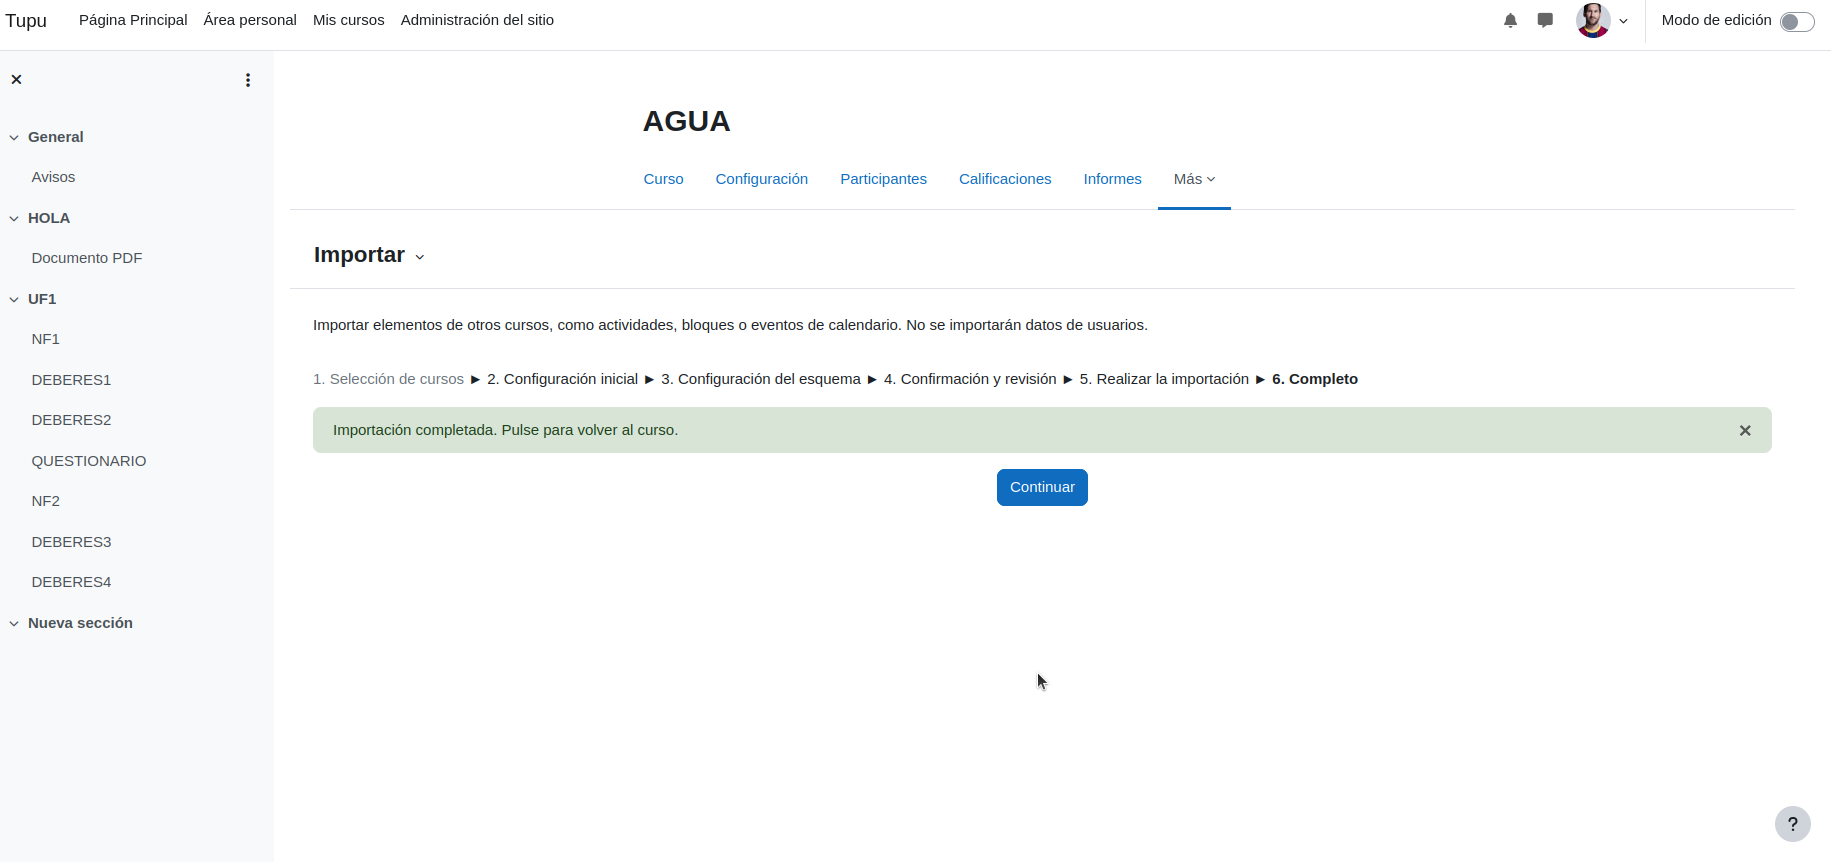 Tupu
Página Principal Área personal Mis cursos Administración del sitio
Modo de edición
General
Avisos
HOLA
Documento PDF
UF1
NF1
DEBERES1
DEBERES2
QUESTIONARIO
NF2
DEBERES3
DEBERES4
Nueva sección
AGUA
Curso Configuración Participantes Calificaciones Informes Más
Importar
Importar elementos de otros cursos, como actividades, bloques o eventos de calendario. No se importarán datos de usuarios.
1. Selección de cursos ► 2. Configuración inicial ► 3. Configuración del esquema ► 4. Confirmación y revisión ► 5. Realizar la importación ► 6. Completo
Importación completada. Pulse para volver al curso.
Continuar
?